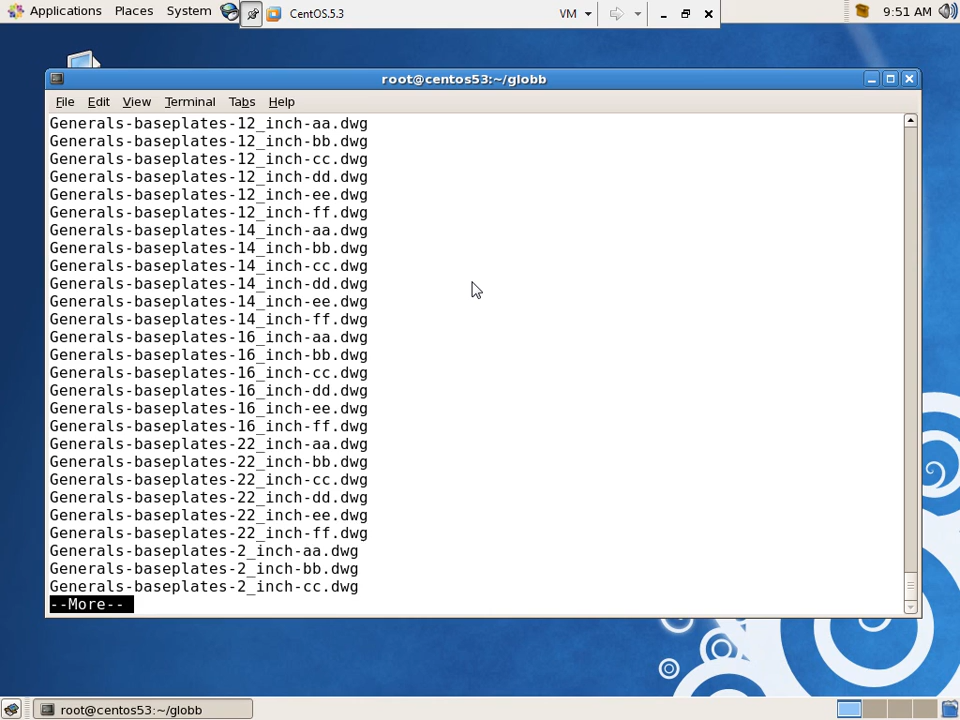 Applications Places System CentOS.5.3 VM 9:51 AM
root@centos53:~/globb
File Edit View Terminal Tabs Help
Generals-baseplates-12_inch-aa.dwg
Generals-baseplates-12_inch-bb.dwg
Generals-baseplates-12_inch-cc.dwg
Generals-baseplates-12_inch-dd.dwg
Generals-baseplates-12_inch-ee.dwg
Generals-baseplates-12_inch-ff.dwg
Generals-baseplates-14_inch-aa.dwg
Generals-baseplates-14_inch-bb.dwg
Generals-baseplates-14_inch-cc.dwg
Generals-baseplates-14_inch-dd.dwg
Generals-baseplates-14_inch-ee.dwg
Generals-baseplates-14_inch-ff.dwg
Generals-baseplates-16_inch-aa.dwg
Generals-baseplates-16_inch-bb.dwg
Generals-baseplates-16_inch-cc.dwg
Generals-baseplates-16_inch-dd.dwg
Generals-baseplates-16_inch-ee.dwg
Generals-baseplates-16_inch-ff.dwg
Generals-baseplates-22_inch-aa.dwg
Generals-baseplates-22_inch-bb.dwg
Generals-baseplates-22_inch-cc.dwg
Generals-baseplates-22_inch-dd.dwg
Generals-baseplates-22_inch-ee.dwg
Generals-baseplates-22_inch-ff.dwg
Generals-baseplates-2_inch-aa.dwg
Generals-baseplates-2_inch-bb.dwg
Generals-baseplates-2_inch-cc.dwg
--More--
root@centos53:~/globb